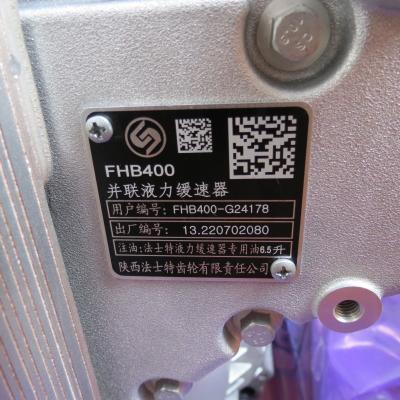 FHB400
并联液力缓速器
用户编号: FHB400-G24178
出厂编号: 13.220702080
注油:法士特液力缓速器专用油6.5升
陕西法士特齿轮有限责任公司